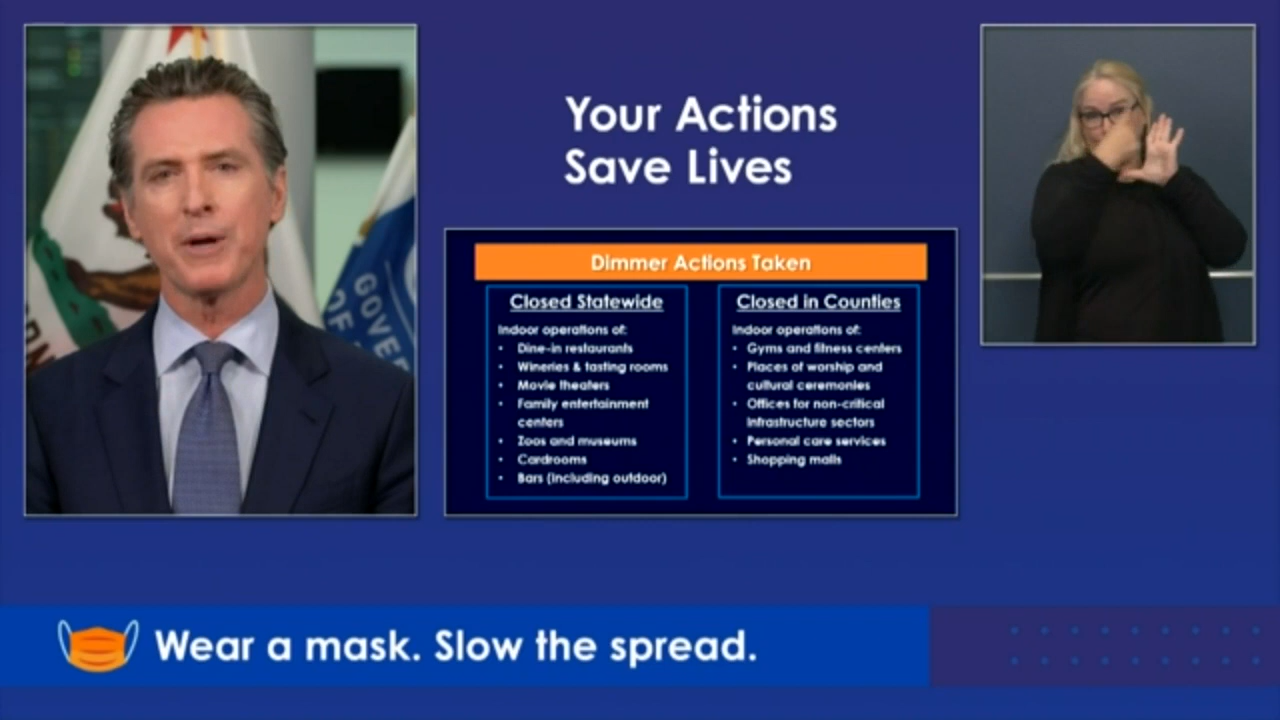 Your Actions
Save Lives
Dimmer Actions Taken
Closed Statewide
Indoor operations of:
• Dine-in restaurants
• Wineries & tasting rooms
• Movie theaters
• Family entertainment
centers
• Zoos and museums
• Cardrooms
• Bars (including outdoor)
Closed in Counties
Indoor operations of:
• Gyms and fitness centers
• Places of worship and
cultural ceremonies
• Offices for non-critical
infrastructure sectors
• Personal care services
• Shopping malls
GOVER
OF
Wear a mask. Slow the spread.